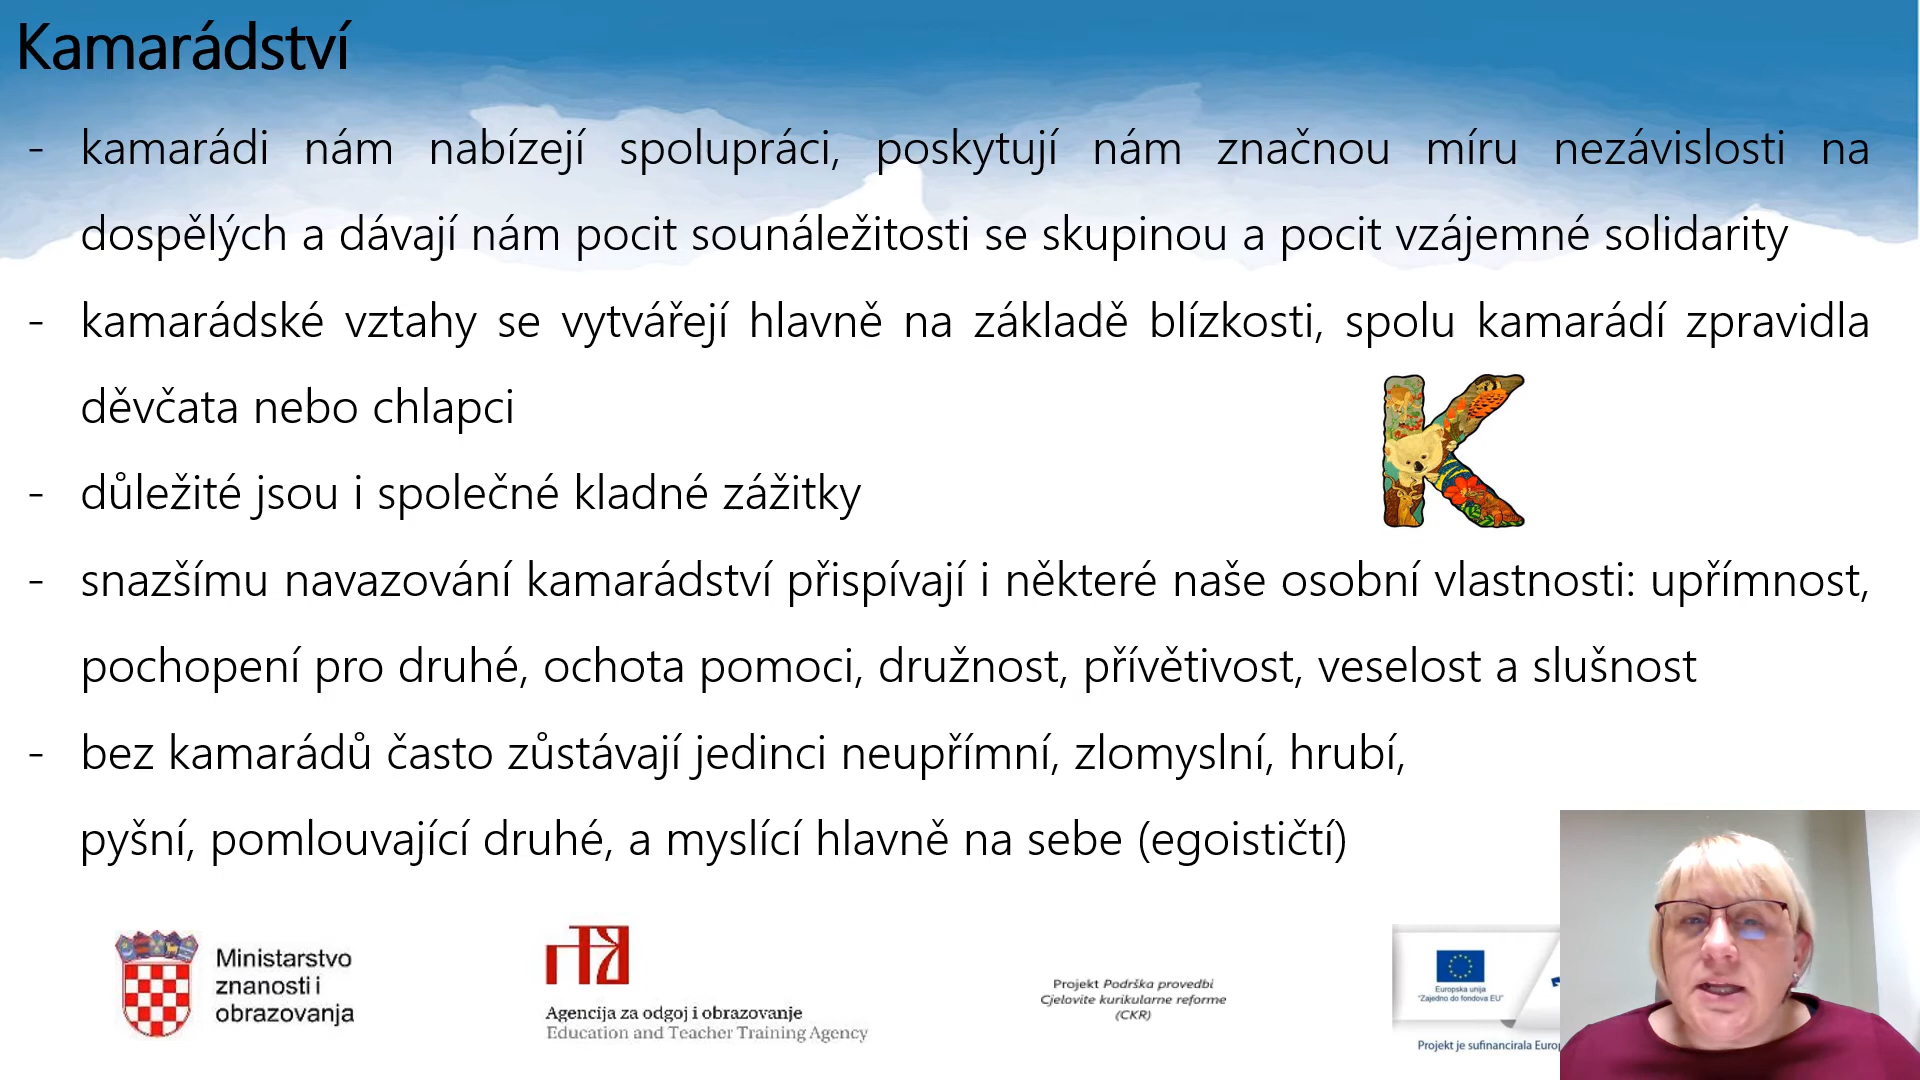 Kamarádství
- kamarádi nám nabízejí spolupráci, poskytují nám značnou míru nezávislosti na
dospělých a dávají nám pocit sounáležitosti se skupinou a pocit vzájemné solidarity
- kamarádské vztahy se vytvářejí hlavně na základě blízkosti, spolu kamarádí zpravidla
děvčata nebo chlapci
- důležité jsou i společné kladné zážitky
- snazšímu navazování kamarádství přispívají i některé naše osobní vlastnosti: upřímnost,
pochopení pro druhé, ochota pomoci, družnost, přívětivost, veselost a slušnost
- bez kamarádů často zůstávají jedinci neupřímní, zlomyslní, hrubí,
pyšní, pomlouvající druhé, a myslící hlavně na sebe (egoističtí)
K
Ministarstvo
znanosti i
obrazovanja
Agencija za odgoj i obrazovanje
Education and Teacher Training Agency
Projekt Podrška provedbi
Cjelovite kurikularne reforme
(CKR)
Europska unija
"Zajedno do fondova EU"
Projekt je sufinancirala